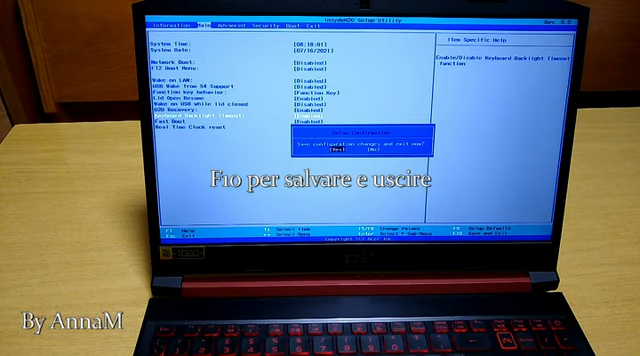 InsydeH20 Setup Utility
Rev. 5.0
Information Main Advanced Security Boot Exit
Item Specific Help
System Time: [08:18:01]
System Date: [07/16/2021]
Enable/Disable Keyboard Backlight Timeout
function
Network Boot: [Disabled]
F12 Boot Menu: [Disabled]
Wake on LAN: [Disabled]
USB Wake from S4 Support [Disabled]
Function key behavior: [Function Key]
Lid Open Resume [Enabled]
Wake on USB while lid closed [Disabled]
D2D Recovery: [Enabled]
Keyboard Backlight Timeout: [Enabled]
Fast Boot [Enabled]
Real Time Clock reset
Setup Confirmation
Save configuration changes and exit now?
[Yes] [No]
F10 per salvare e uscire
F1 Help Select Item F5/F6 Change Values F9 Setup Defaults
Esc Exit Select Menu Enter Select Sub-Menu F10 Save and Exit
Copyright (c) Acer Inc.
acer
By AnnaM